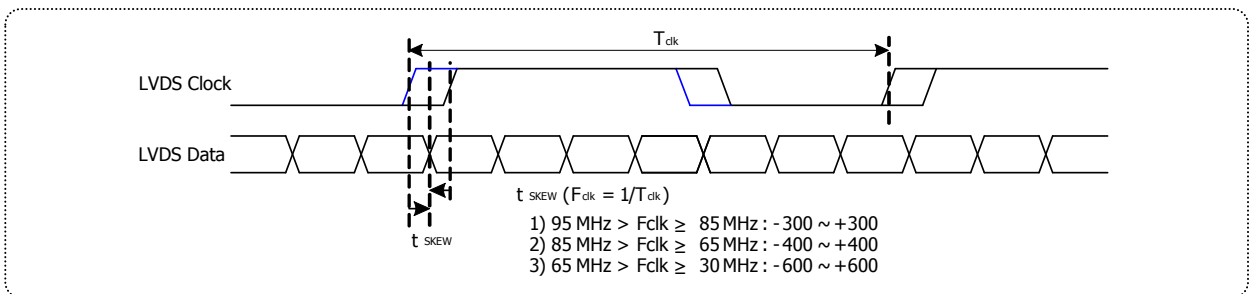 Tclk
LVDS Clock
LVDS Data
t SKEW (Fclk = 1/Tclk)
t SKEW
1) 95 MHz > Fclk ≥ 85 MHz : -300 ~ +300
2) 85 MHz > Fclk ≥ 65 MHz : -400 ~ +400
3) 65 MHz > Fclk ≥ 30 MHz : -600 ~ +600